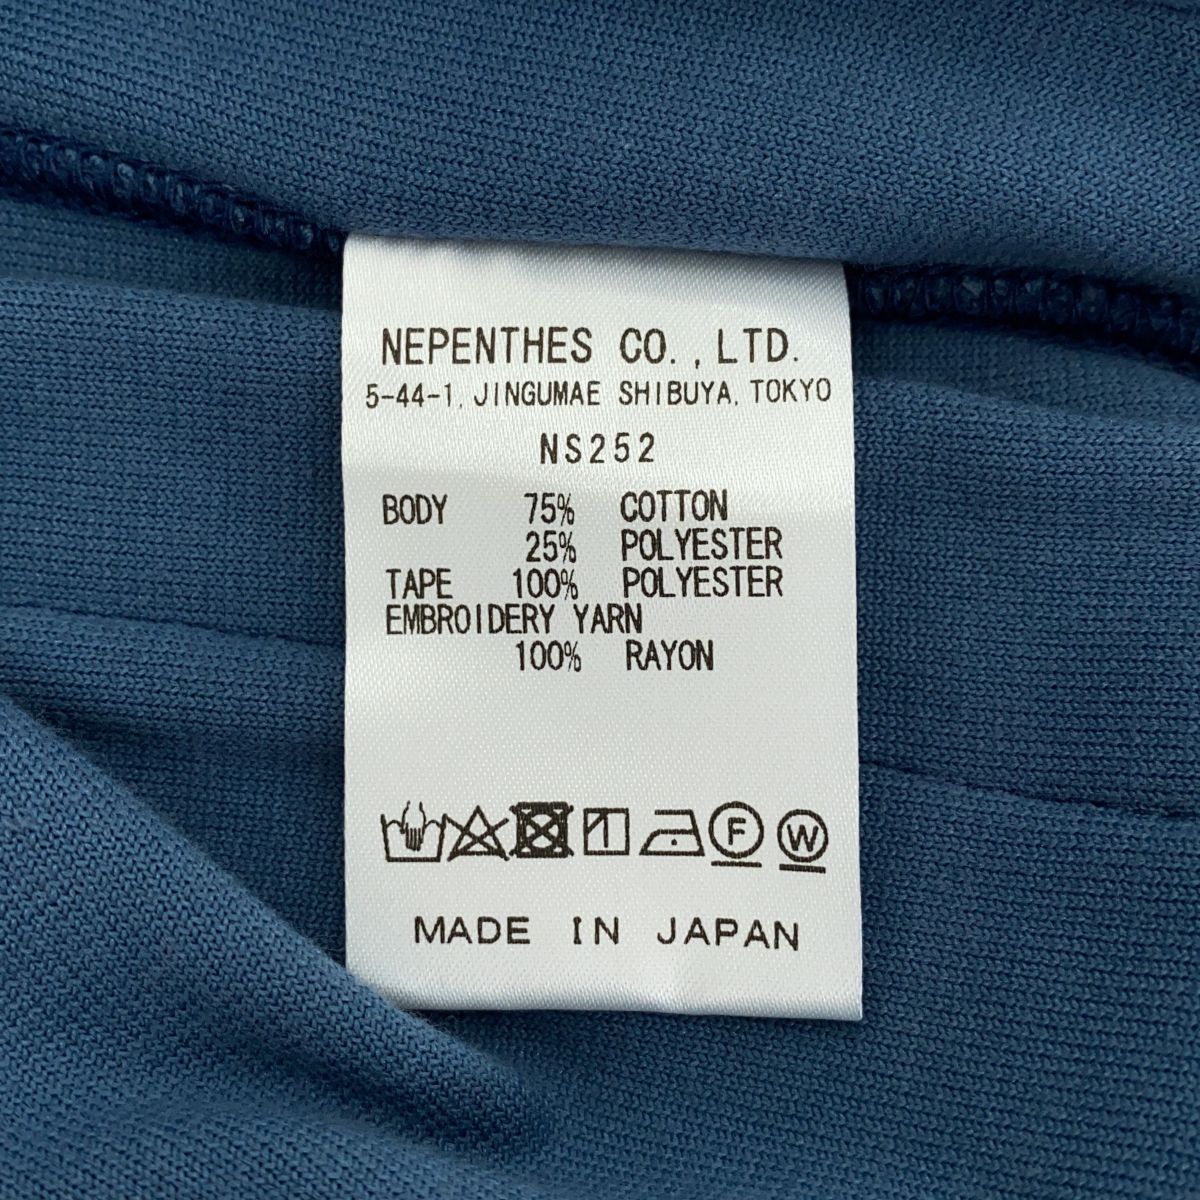 NEPENTHES CO.,LTD.
5-44-1, JINGUMAE SHIBUYA, TOKYO
NS252
BODY 75% COTTON
25% POLYESTER
TAPE 100% POLYESTER
EMBROIDERY YARN
100% RAYON
F W
MADE IN JAPAN